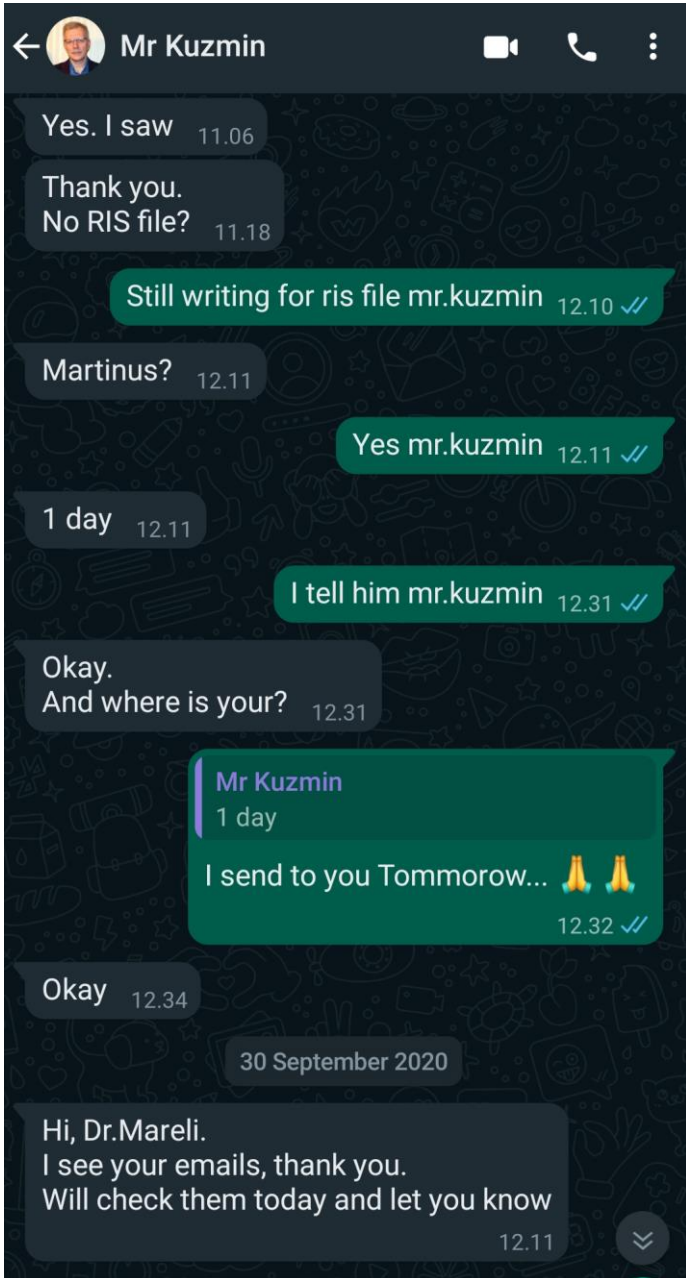 Mr Kuzmin
Yes. I saw 11.06
Thank you.
No RIS file? 11.18
Still writing for ris file mr.kuzmin 12.10
Martinus? 12.11
Yes mr.kuzmin 12.11
1 day 12.11
I tell him mr.kuzmin 12.31
Okay.
And where is your? 12.31
Mr Kuzmin
1 day
I send to you Tommorow... 🙏 🙏
12.32
Okay 12.34
30 September 2020
Hi, Dr.Mareli.
I see your emails, thank you.
Will check them today and let you know
12.11